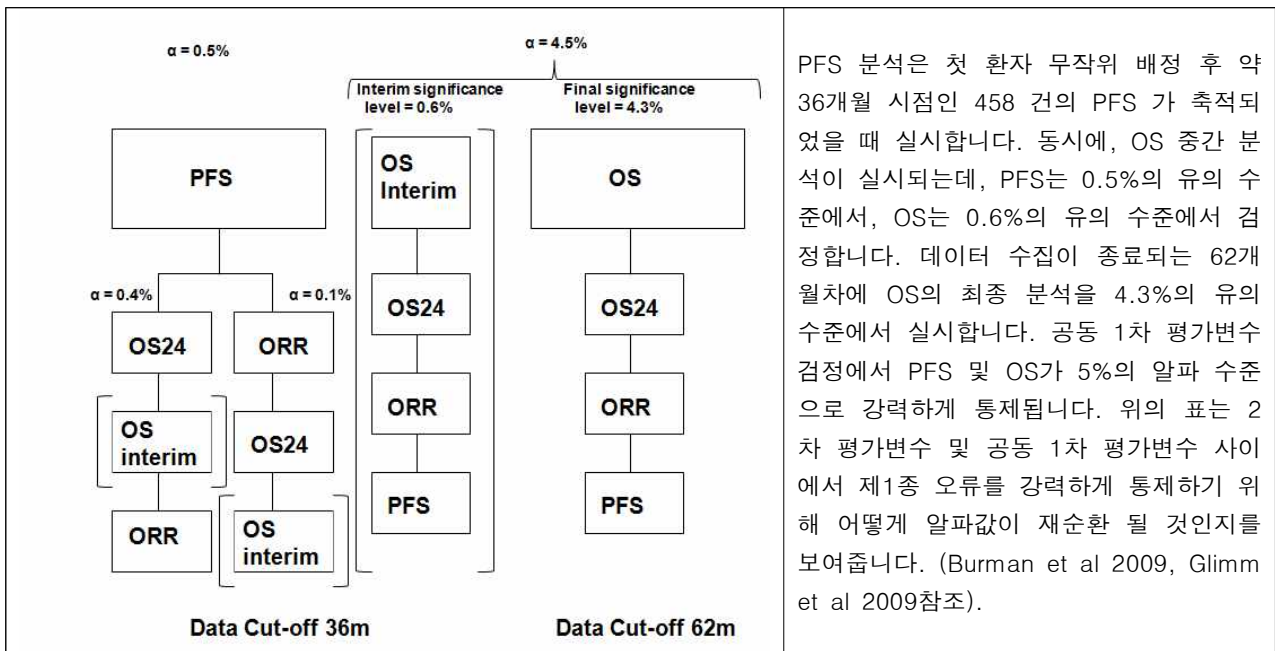 α = 0.5%
α = 4.5%
Interim significance
level = 0.6%
Final significance
level = 4.3%
PFS
OS
Interim
OS
α = 0.4%
α = 0.1%
OS24
ORR
OS24
OS24
OS
interim
OS24
ORR
ORR
ORR
OS
interim
PFS
PFS
Data Cut-off 36m
Data Cut-off 62m
PFS 분석은 첫 환자 무작위 배정 후 약
36개월 시점인 458 건의 PFS 가 축적되
었을 때 실시합니다. 동시에, OS 중간 분
석이 실시되는데, PFS는 0.5%의 유의 수
준에서, OS는 0.6%의 유의 수준에서 검
정합니다. 데이터 수집이 종료되는 62개
월차에 OS의 최종 분석을 4.3%의 유의
수준에서 실시합니다. 공동 1차 평가변수
검정에서 PFS 및 OS가 5%의 알파 수준
으로 강력하게 통제됩니다. 위의 표는 2
차 평가변수 및 공동 1차 평가변수 사이
에서 제1종 오류를 강력하게 통제하기 위
해 어떻게 알파값이 재순환 될 것인지를
보여줍니다. (Burman et al 2009, Glimm
et al 2009참조).